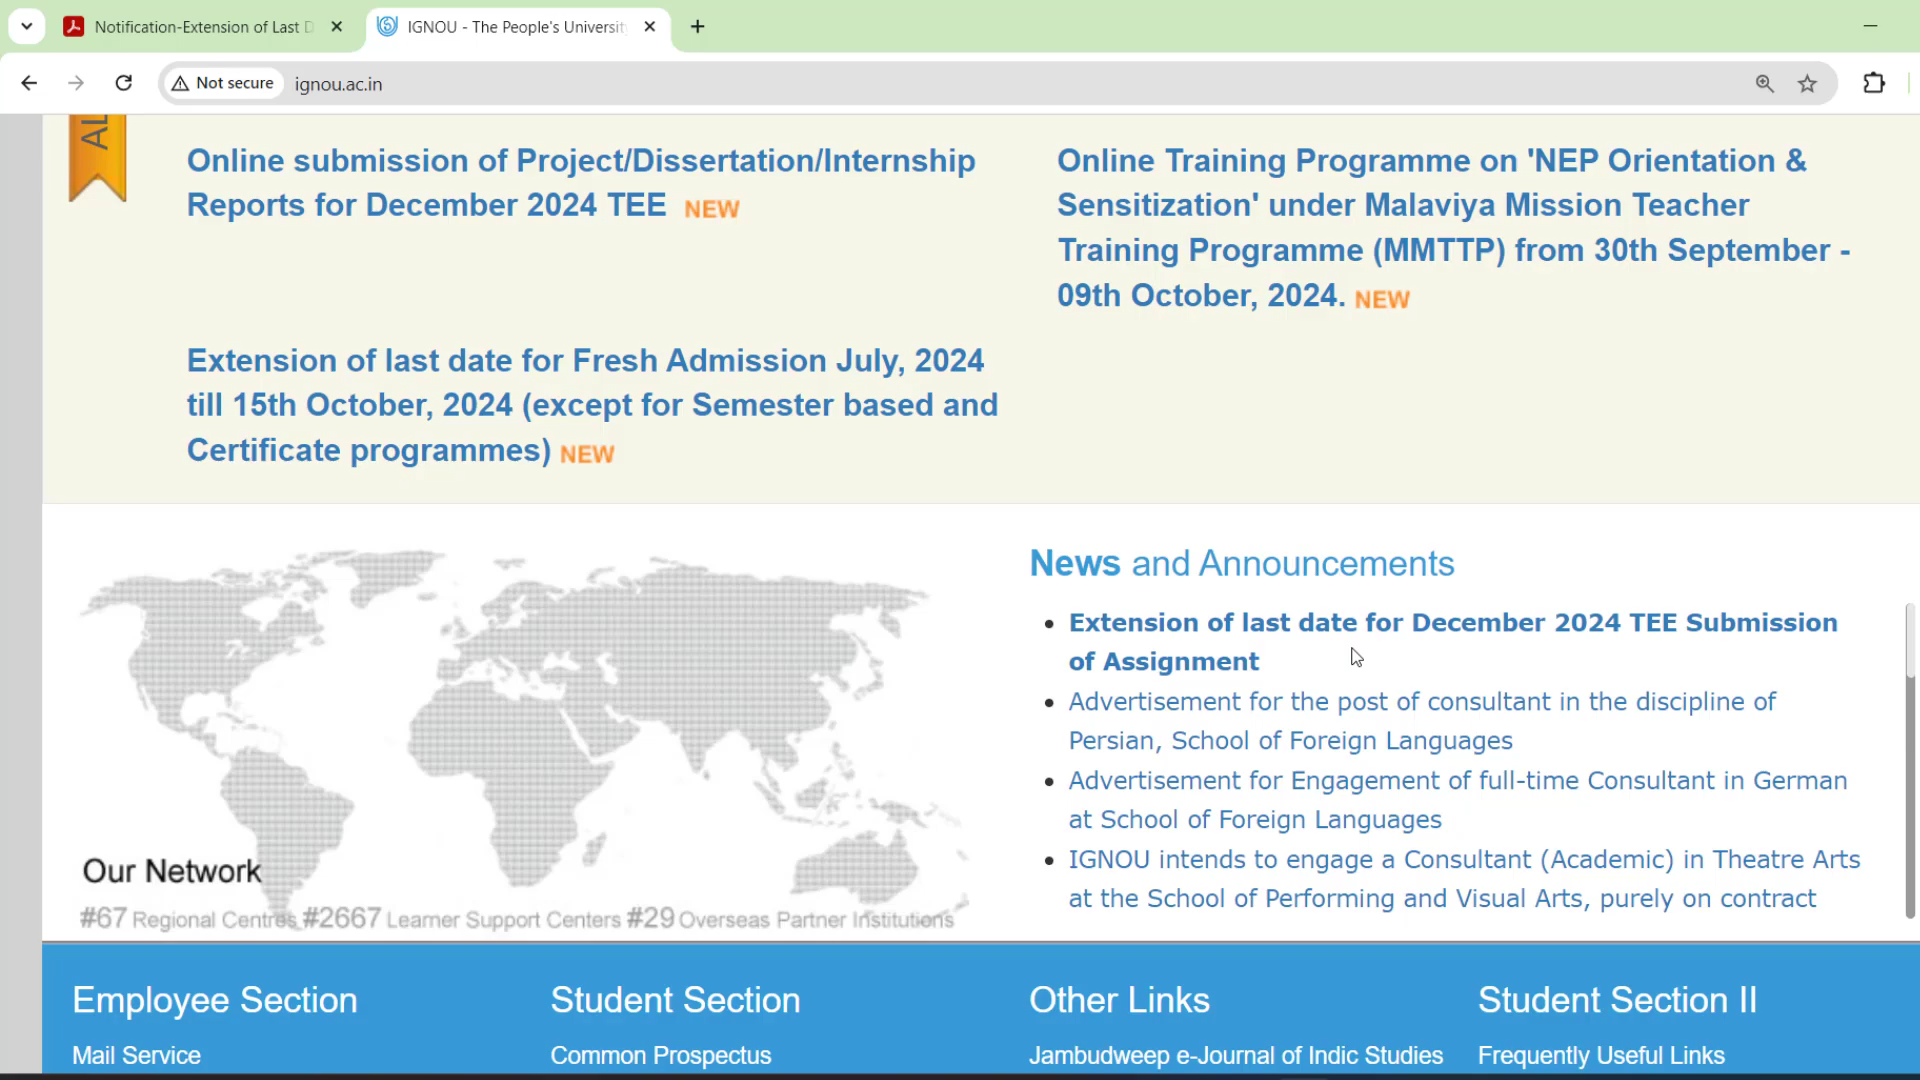 Notification-Extension of Last D
IGNOU - The People's Universit
Not secure
ignou.ac.in
AL
Online submission of Project/Dissertation/Internship
Reports for December 2024 TEE NEW
Online Training Programme on 'NEP Orientation &
Sensitization' under Malaviya Mission Teacher
Training Programme (MMTTP) from 30th September -
09th October, 2024. NEW
Extension of last date for Fresh Admission July, 2024
till 15th October, 2024 (except for Semester based and
Certificate programmes) NEW
Our Network
#67 Regional Centres #2667 Learner Support Centers #29 Overseas Partner Institutions
News and Announcements
Extension of last date for December 2024 TEE Submission
of Assignment
Advertisement for the post of consultant in the discipline of
Persian, School of Foreign Languages
Advertisement for Engagement of full-time Consultant in German
at School of Foreign Languages
IGNOU intends to engage a Consultant (Academic) in Theatre Arts
at the School of Performing and Visual Arts, purely on contract
Employee Section
Mail Service
Student Section
Common Prospectus
Other Links
Jambudweep e-Journal of Indic Studies
Student Section II
Frequently Useful Links